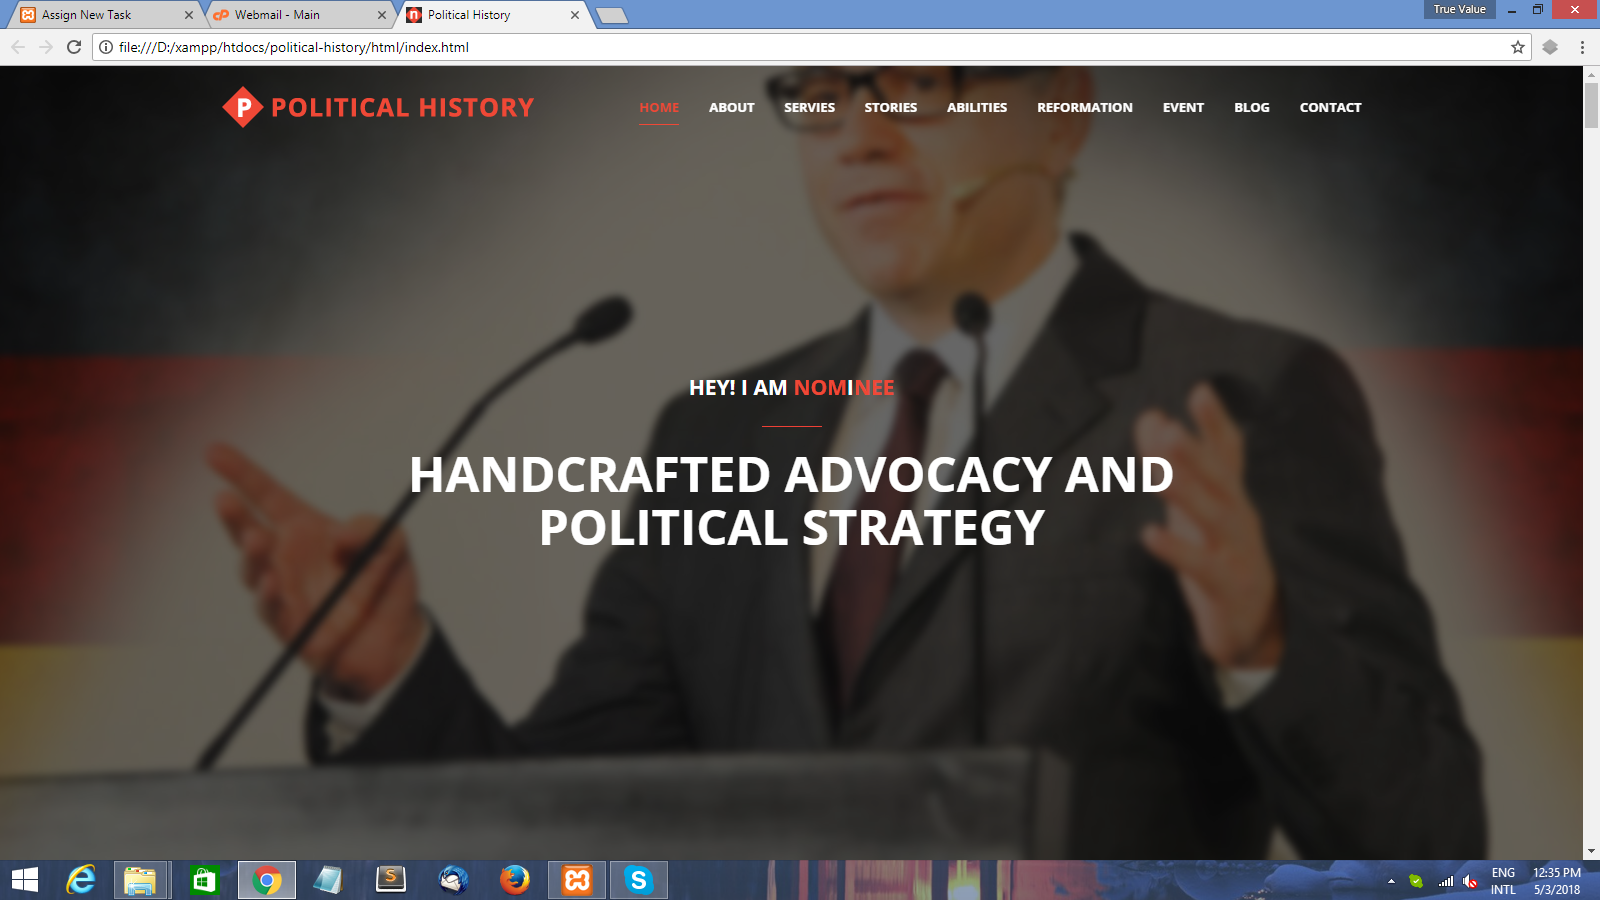 Assign New Task
Webmail - Main
Political History
True Value
file:///D:/xampp/htdocs/political-history/html/index.html
P POLITICAL HISTORY
HOME ABOUT SERVIES STORIES ABILITIES REFORMATION EVENT BLOG CONTACT
HEY! I AM NOMINEE
HANDCRAFTED ADVOCACY AND
POLITICAL STRATEGY
ENG
INTL
12:35 PM
5/3/2018